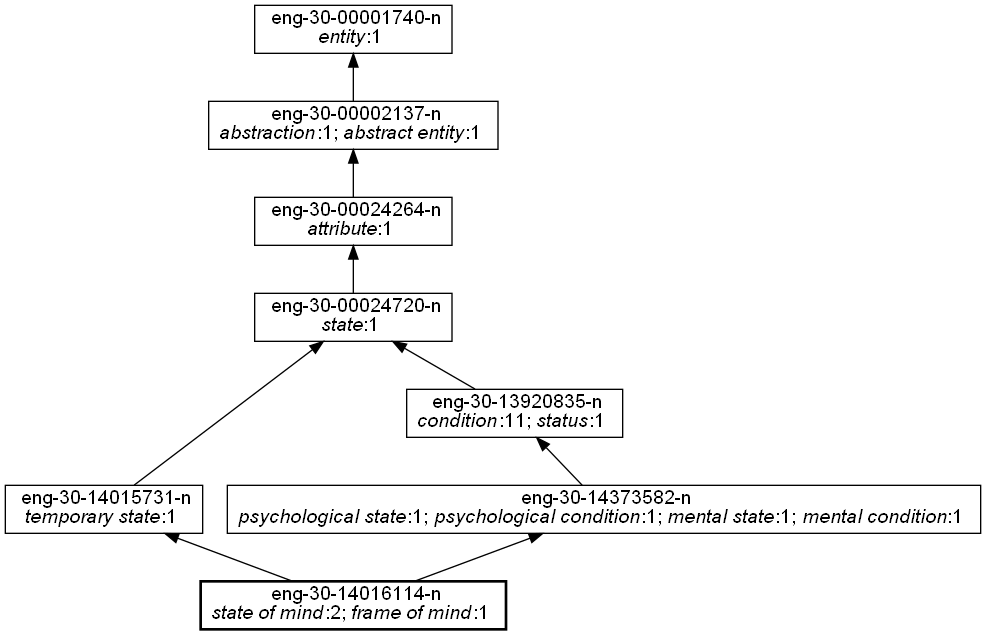 eng-30-00001740-n
entity:1
eng-30-00002137-n
abstraction:1; abstract entity:1
eng-30-00024264-n
attribute:1
eng-30-00024720-n
state:1
eng-30-13920835-n
condition:11; status:1
eng-30-14015731-n
temporary state:1
eng-30-14373582-n
psychological state:1; psychological condition:1; mental state:1; mental condition:1
eng-30-14016114-n
state of mind:2; frame of mind:1